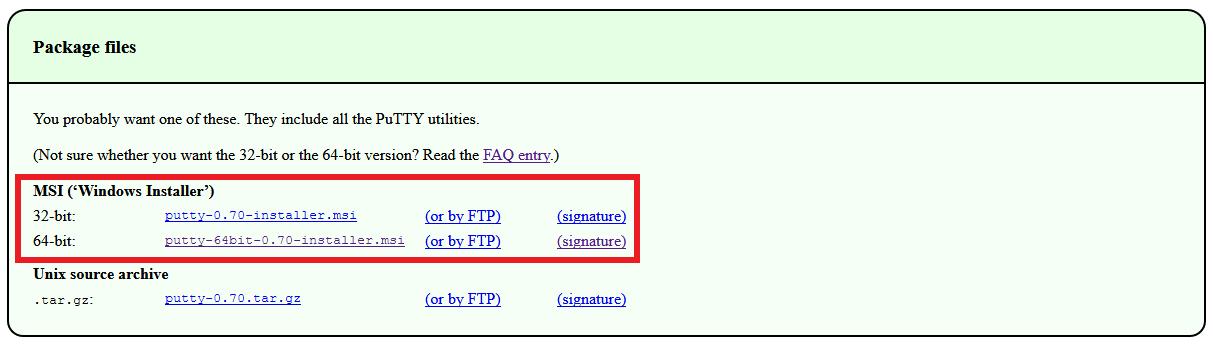 Package files
You probably want one of these. They include all the PuTTY utilities.
(Not sure whether you want the 32-bit or the 64-bit version? Read the FAQ entry.)
MSI (‘Windows Installer’)
32-bit: putty-0.70-installer.msi (or by FTP) (signature)
64-bit: putty-64bit-0.70-installer.msi (or by FTP) (signature)
Unix source archive
.tar.gz: putty-0.70.tar.gz (or by FTP) (signature)